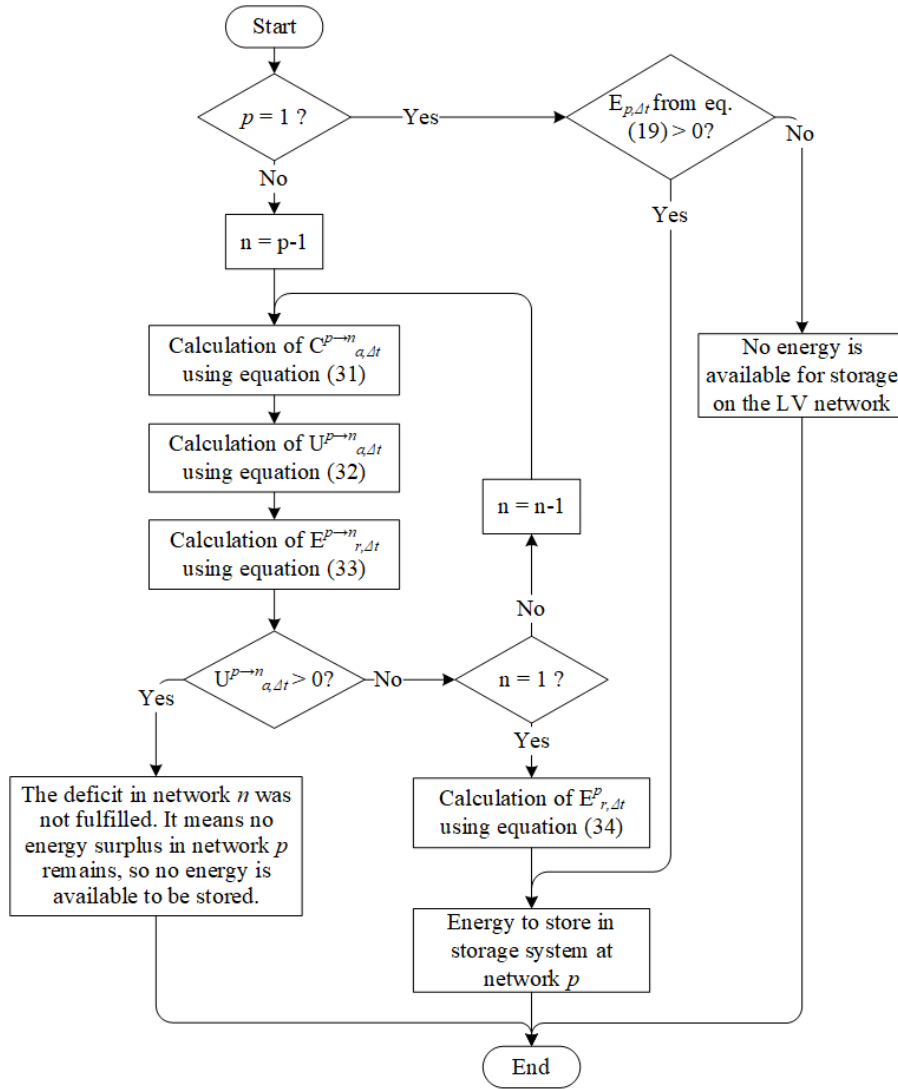 Start
p = 1 ?
Yes
E_{p,Δt} from eq.
(19) > 0?
No
No
Yes
n = p-1
Calculation of C^{p→n}_{a,Δt}
using equation (31)
No energy is
available for storage
on the LV network
Calculation of U^{p→n}_{a,Δt}
using equation (32)
n = n-1
Calculation of E^{p→n}_{r,Δt}
using equation (33)
No
U^{p→n}_{a,Δt} > 0?
No
n = 1 ?
Yes
Yes
The deficit in network n was
not fulfilled. It means no
energy surplus in network p
remains, so no energy is
available to be stored.
Calculation of E^{p}_{r,Δt}
using equation (34)
Energy to store in
storage system at
network p
End